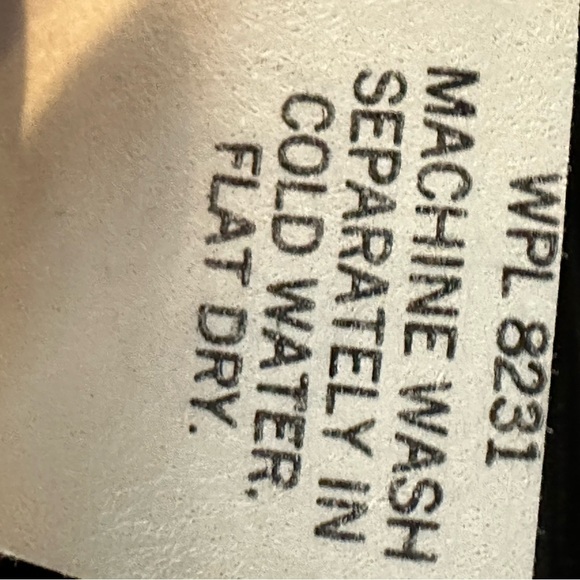 WPL 8231
MACHINE WASH
SEPARATELY IN
COLD WATER.
FLAT DRY.